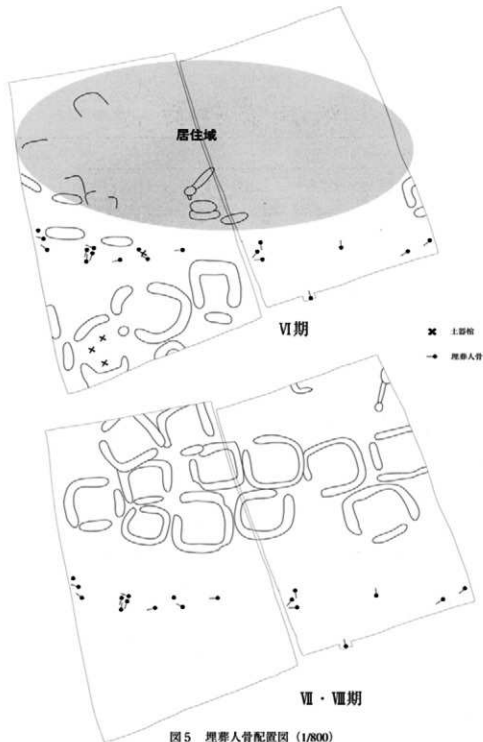 居住域
VI期
× 土器棺
埋葬人骨
VII・VIII期
図5 埋葬人骨配置図 (1/800)